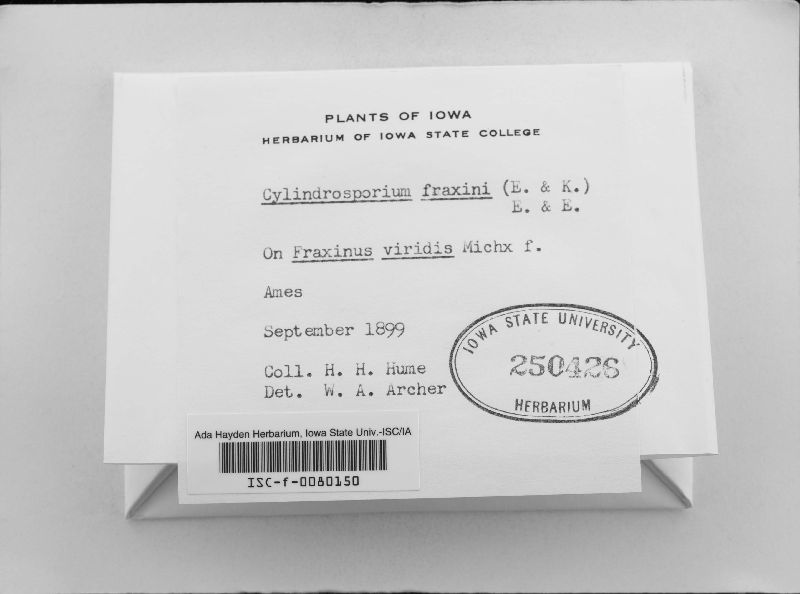 PLANTS OF IOWA
HERBARIUM OF IOWA STATE COLLEGE
Cylindrosporium fraxini (E. & K.)
E. & E.
On Fraxinus viridis Michx f.
Ames
September 1899
Coll. H. H. Hume
Det. W. A. Archer
IOWA STATE UNIVERSITY
250426
HERBARIUM
Ada Hayden Herbarium, Iowa State Univ.-ISC/IA
ISC-f-0080150